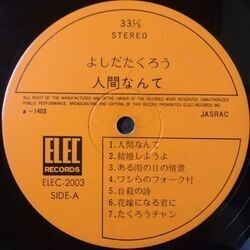 33⅓
STEREO
よしだたくろう
人間なんて
ALL RIGHT OF THE MANUFACTURER AND OF THE OWNER OF THE RECORDED WORK RESERVED. UNAUTHORIZED
PUBLIC PERFORMANCE, BROADCASTING AND COPYING OF THIS RECORD PROHIBITED ELEC RECORDS INC.
e-1403
JASRAC
ELEC
RECORDS
ELEC-2003
SIDE-A
1.人間なんて
2.結婚しようよ
3.ある雨の日の情景
4.ワシらのフォーク村
5.自殺の詩
6.花嫁になる君に
7.たくろうチャン